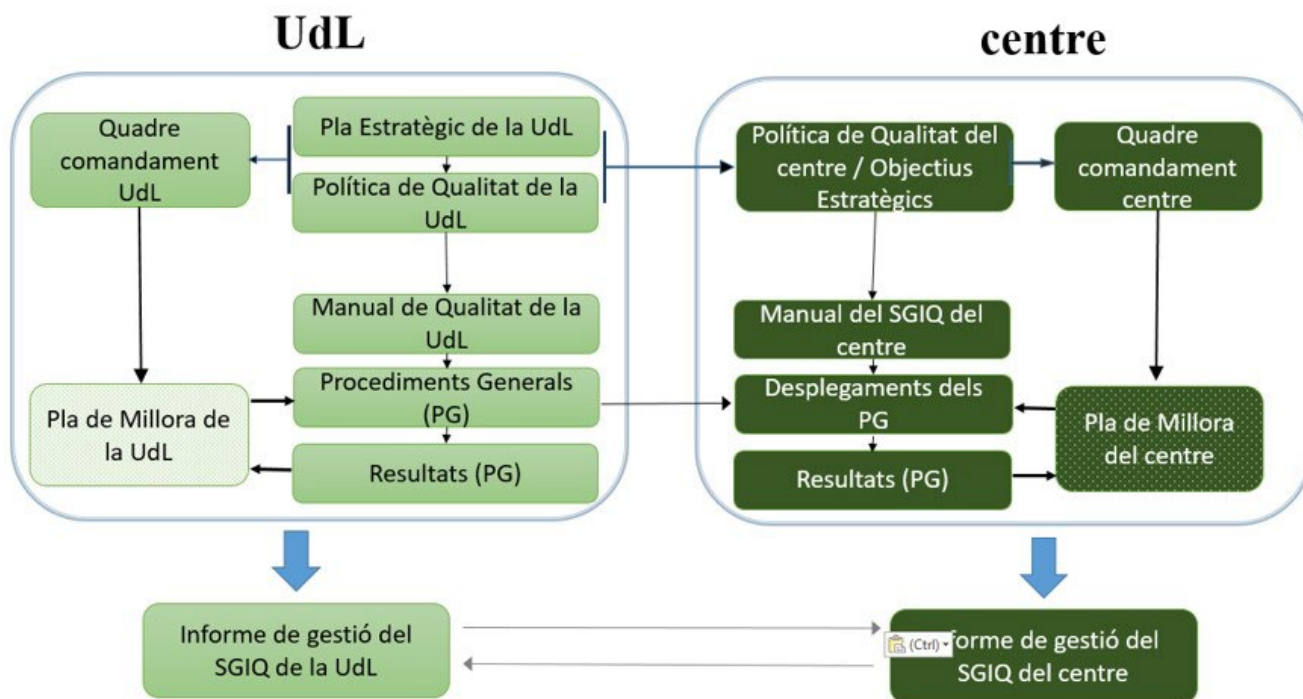 UdL
centre
Quadre
comandament
UdL
Pla Estratègic de la UdL
Política de Qualitat de la
UdL
Manual de Qualitat de la
UdL
Procediments Generals
(PG)
Resultats (PG)
Pla de Millora de
la UdL
Política de Qualitat del
centre / Objectius
Estratègics
Quadre
comandament
centre
Manual del SGIQ del
centre
Desplegaments dels
PG
Resultats (PG)
Pla de Millora
del centre
Informe de gestió del
SGIQ de la UdL
(Ctrl)
nforme de gestió del
SGIQ del centre